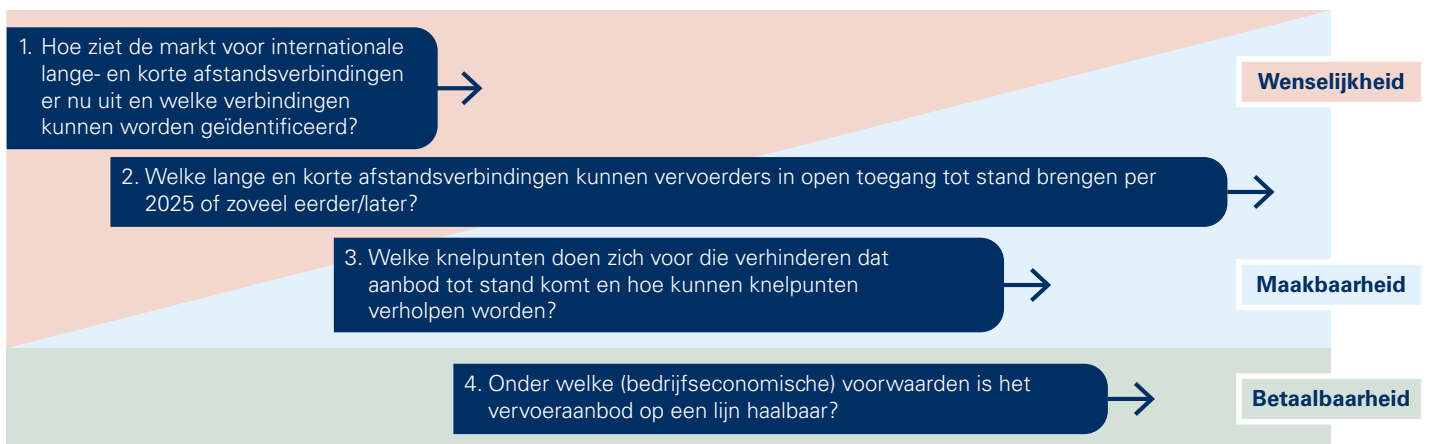 1. Hoe ziet de markt voor internationale
lange- en korte afstandsverbindingen
er nu uit en welke verbindingen
kunnen worden geïdentificeerd?
Wenselijkheid
2. Welke lange en korte afstandsverbindingen kunnen vervoerders in open toegang tot stand brengen per
2025 of zoveel eerder/later?
3. Welke knelpunten doen zich voor die verhinderen dat
aanbod tot stand komt en hoe kunnen knelpunten
verholpen worden?
Maakbaarheid
4. Onder welke (bedrijfseconomische) voorwaarden is het
vervoeraanbod op een lijn haalbaar?
Betaalbaarheid